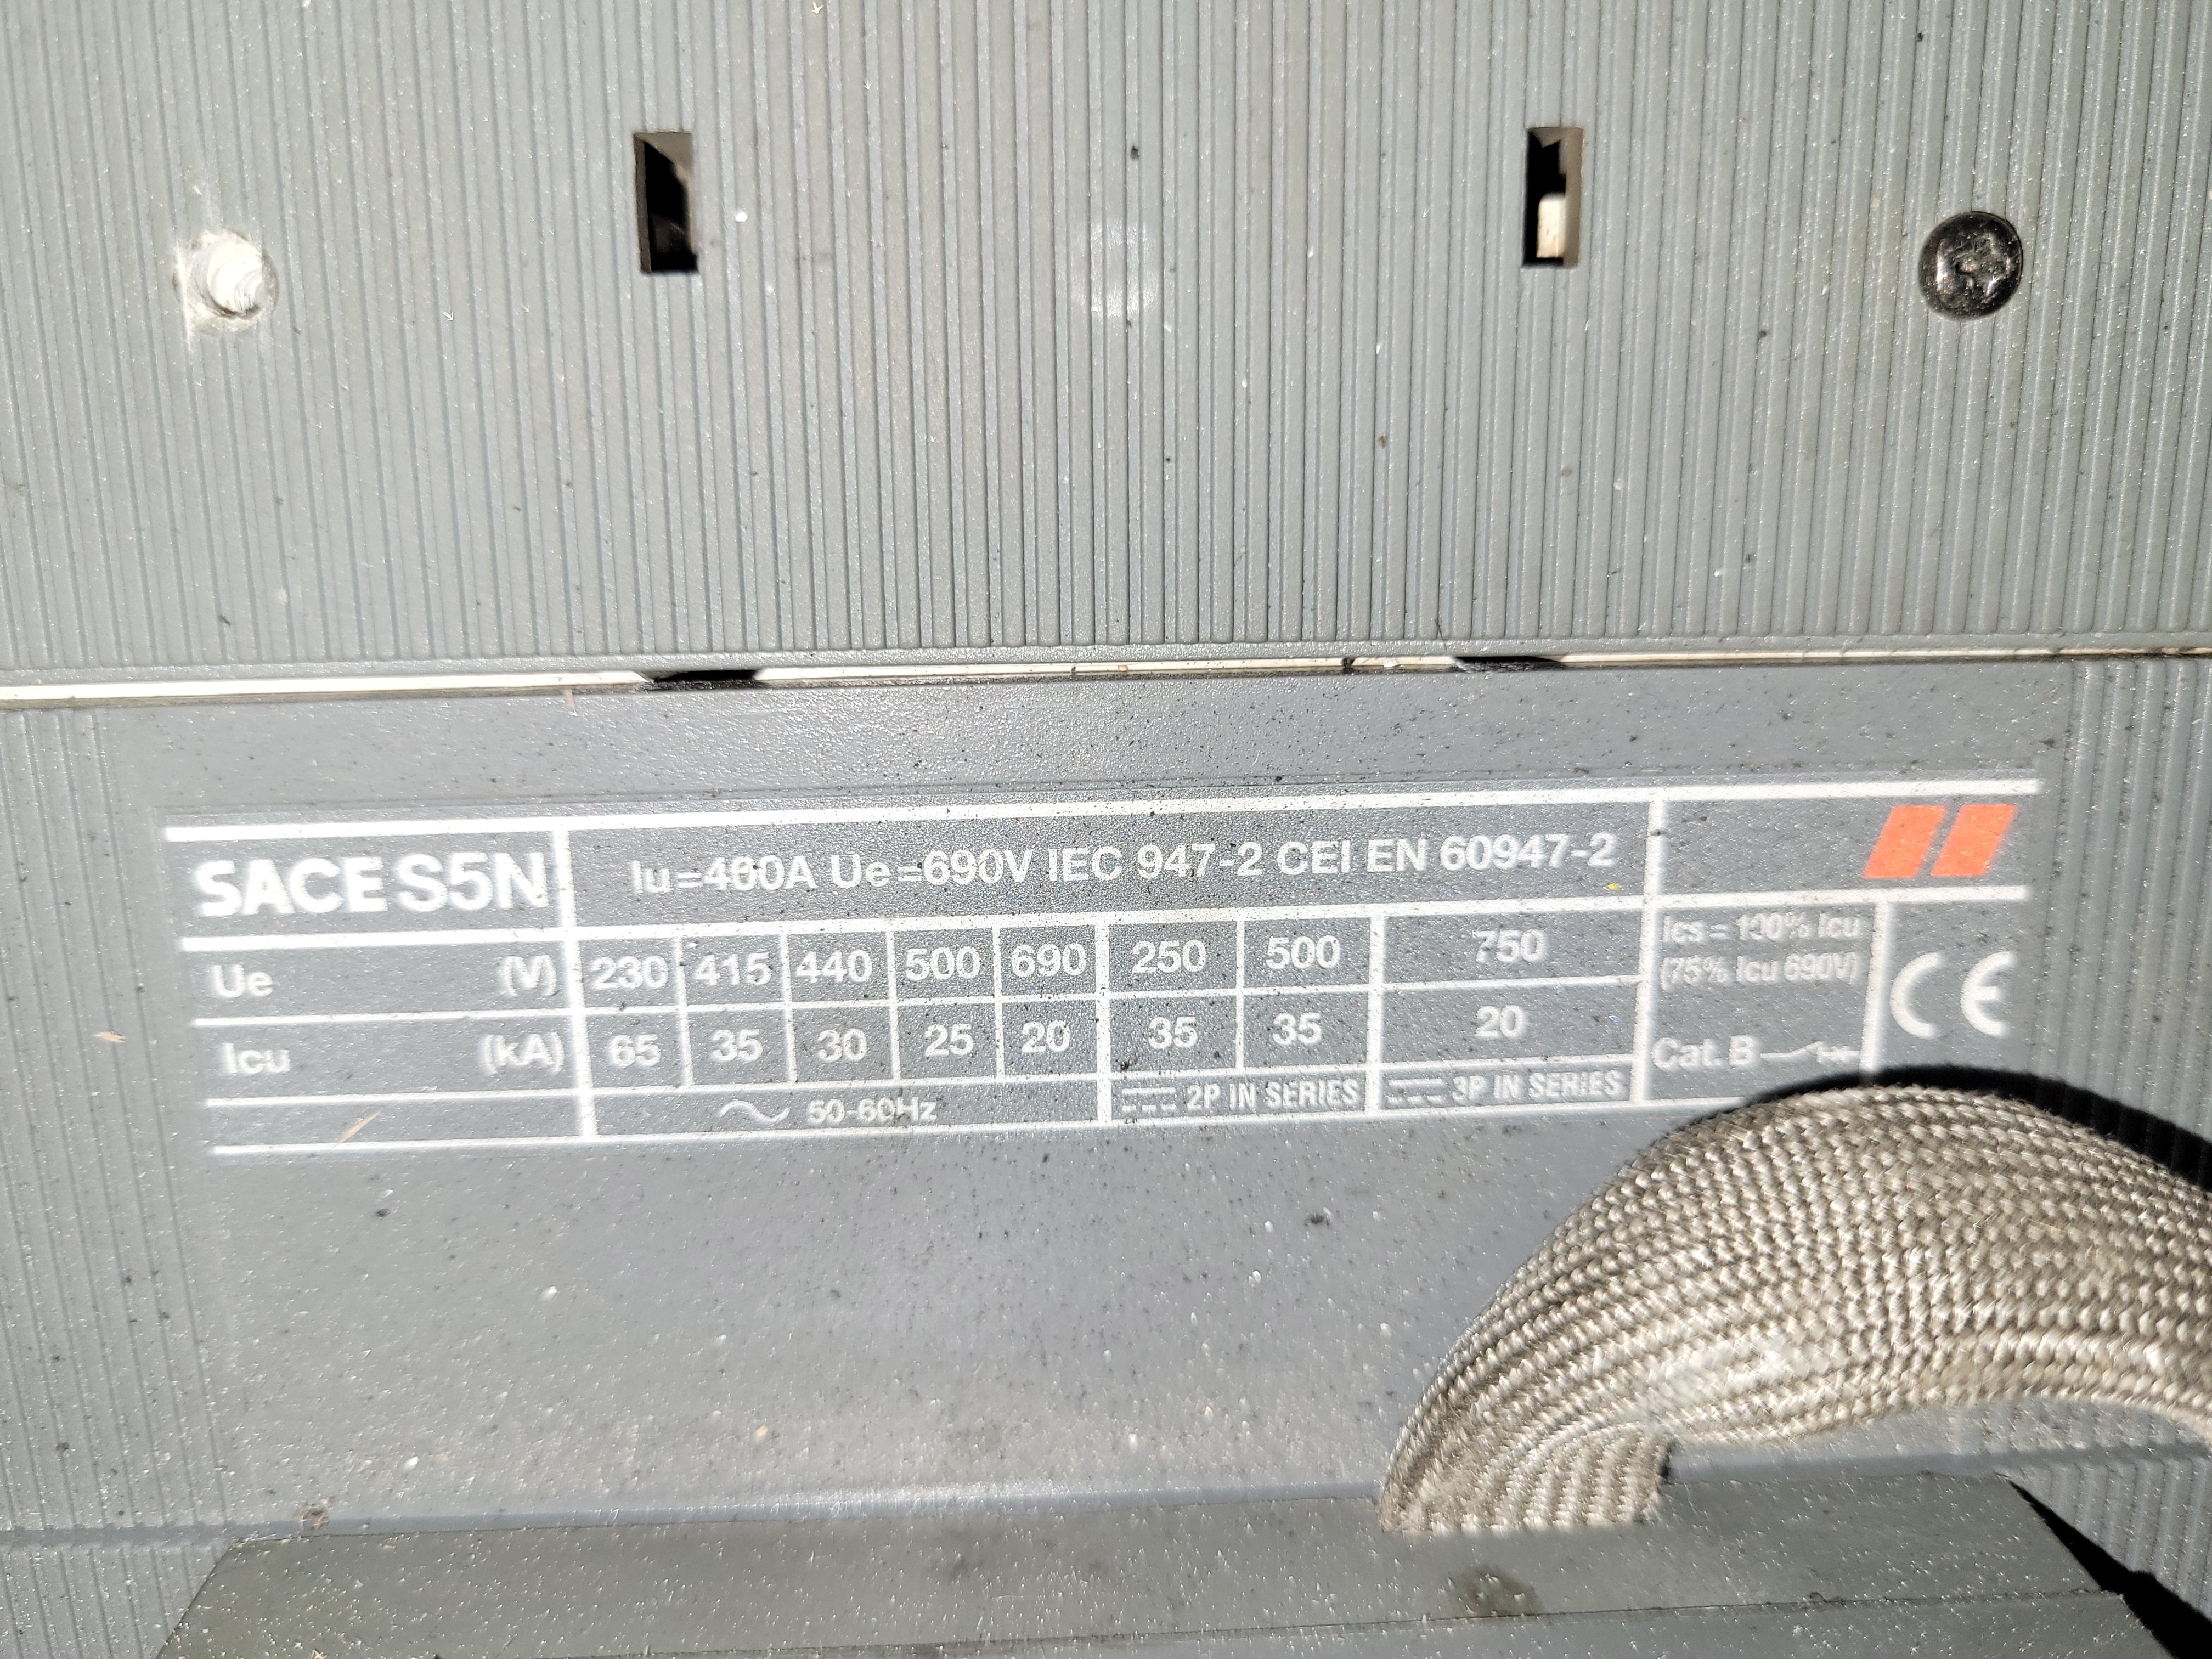 SACE S5N
Iu=400A Ue=690V IEC 947-2 CEI EN 60947-2
Ue (V) 230 415 440 500 690 250 500 750
Icu (kA) 65 35 30 25 20 35 35 20
50-60Hz 2P IN SERIES 3P IN SERIES
Ics = 100% Icu
(75% Icu 690V)
Cat. B
CE